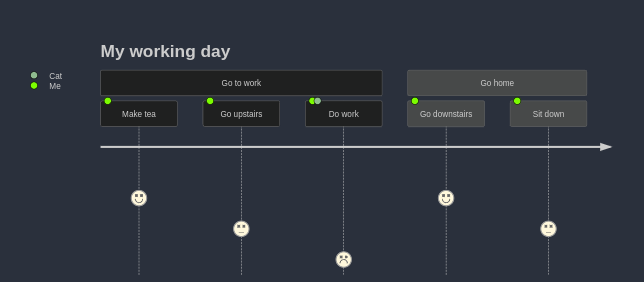 My working day
Cat
Me
Go to work
Go home
Make tea
Go upstairs
Do work
Go downstairs
Sit down